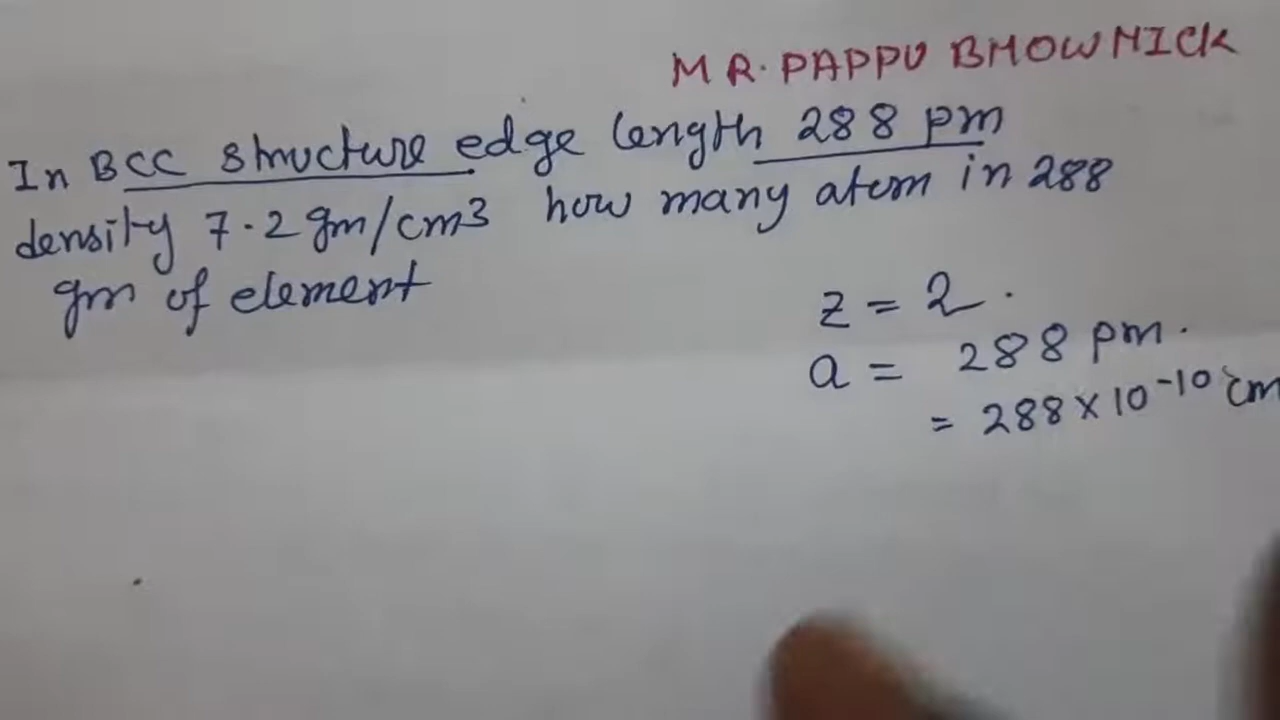 MR. PAPPU BHOWMICK
In BCC structure edge length 288 pm
density 7.2 gm/cm3 how many atom in 288
gm of element
z = 2.
a = 288 pm.
= 288 × 10⁻¹⁰ cm